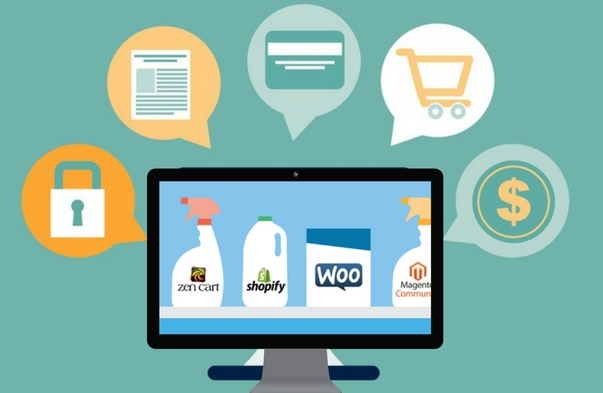 $
zen cart
shopify
WOO
Magento
Commun